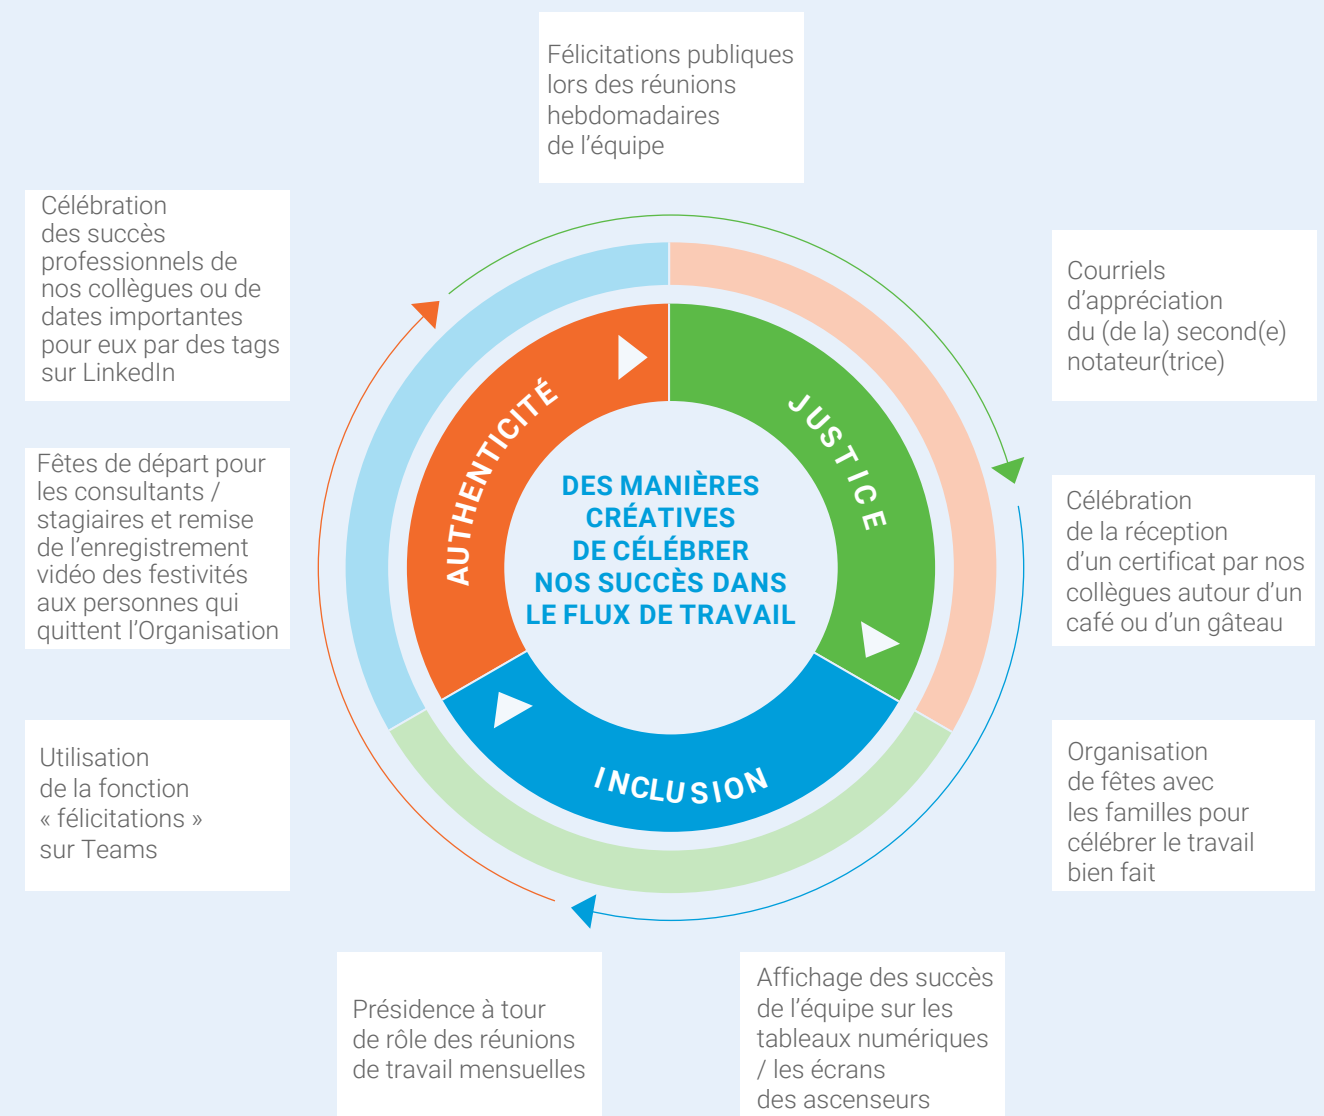 Félicitations publiques
lors des réunions
hebdomadaires
de l’équipe
Célébration
des succès
professionnels de
nos collègues ou de
dates importantes
pour eux par des tags
sur LinkedIn
Courriels
d’appréciation
du (de la) second(e)
notateur(trice)
Fêtes de départ pour
les consultants /
stagiaires et remise
de l’enregistrement
vidéo des festivités
aux personnes qui
quittent l’Organisation
AUTHENTICITÉ
JUSTICE
DES MANIÈRES
CRÉATIVES
DE CÉLÉBRER
NOS SUCCÈS DANS
LE FLUX DE TRAVAIL
INCLUSION
Célébration
de la réception
d’un certificat par nos
collègues autour d’un
café ou d’un gâteau
Utilisation
de la fonction
« félicitations »
sur Teams
Organisation
de fêtes avec
les familles pour
célébrer le travail
bien fait
Présidence à tour
de rôle des réunions
de travail mensuelles
Affichage des succès
de l’équipe sur les
tableaux numériques
/ les écrans
des ascenseurs